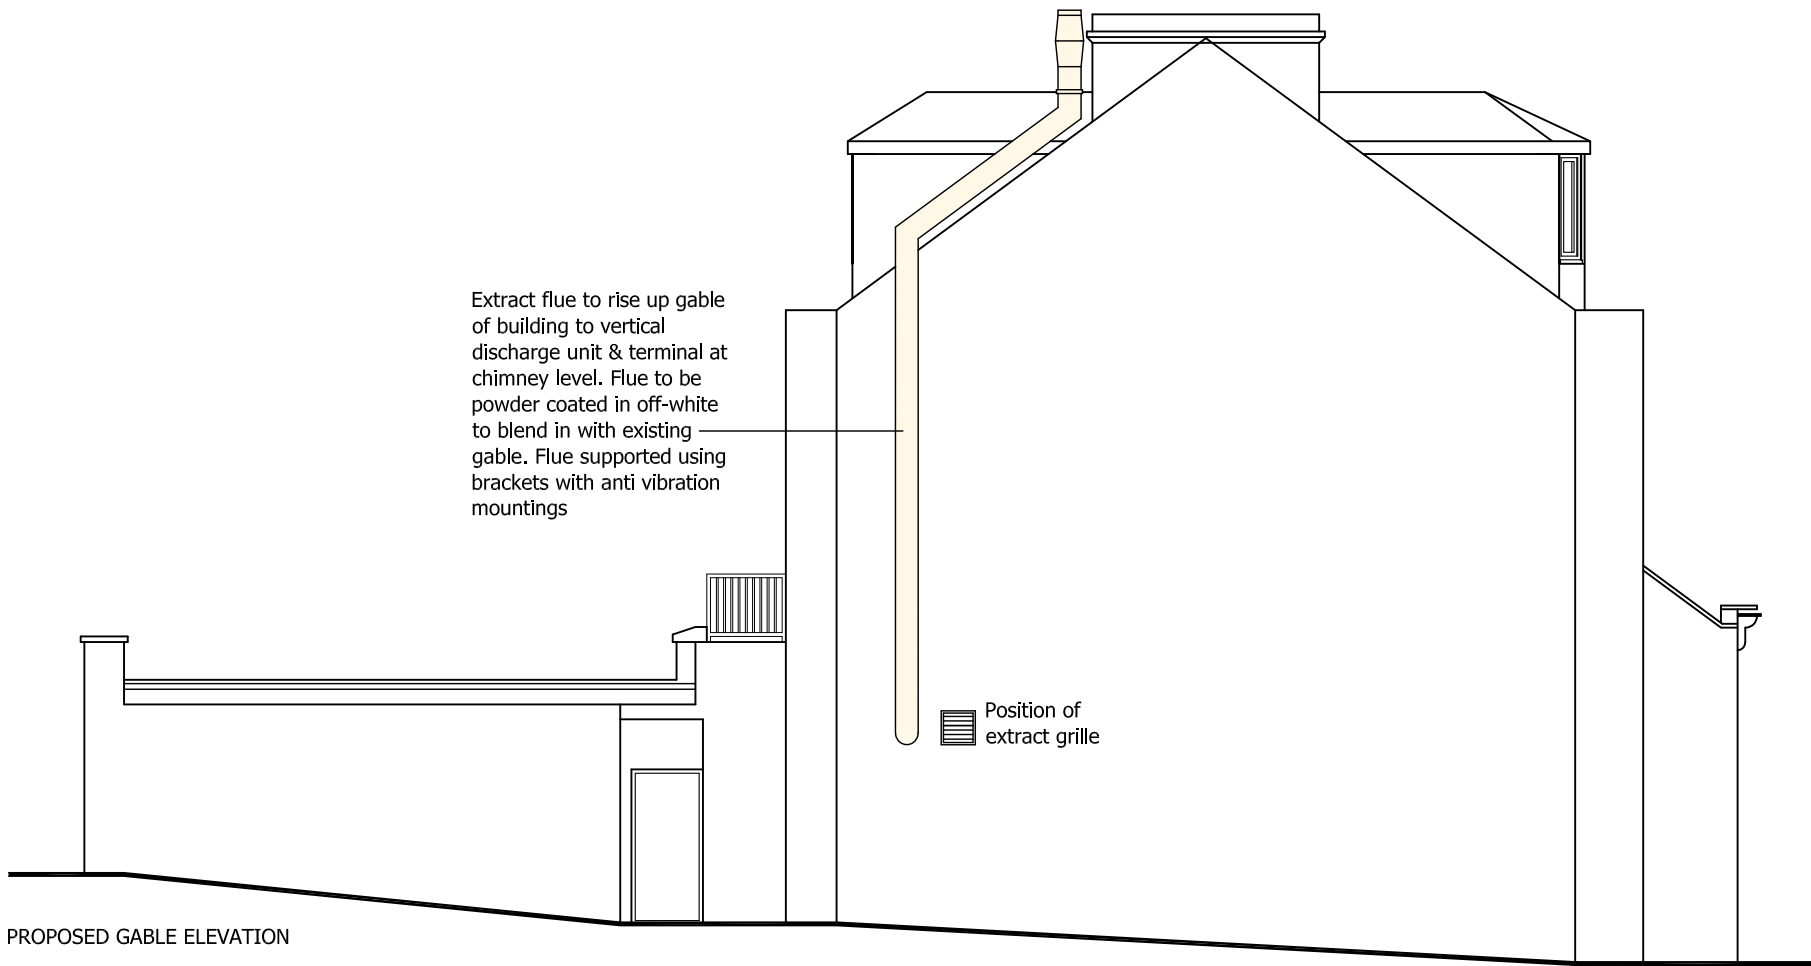 Extract flue to rise up gable
of building to vertical
discharge unit & terminal at
chimney level. Flue to be
powder coated in off-white
to blend in with existing
gable. Flue supported using
brackets with anti vibration
mountings
Position of
extract grille
PROPOSED GABLE ELEVATION